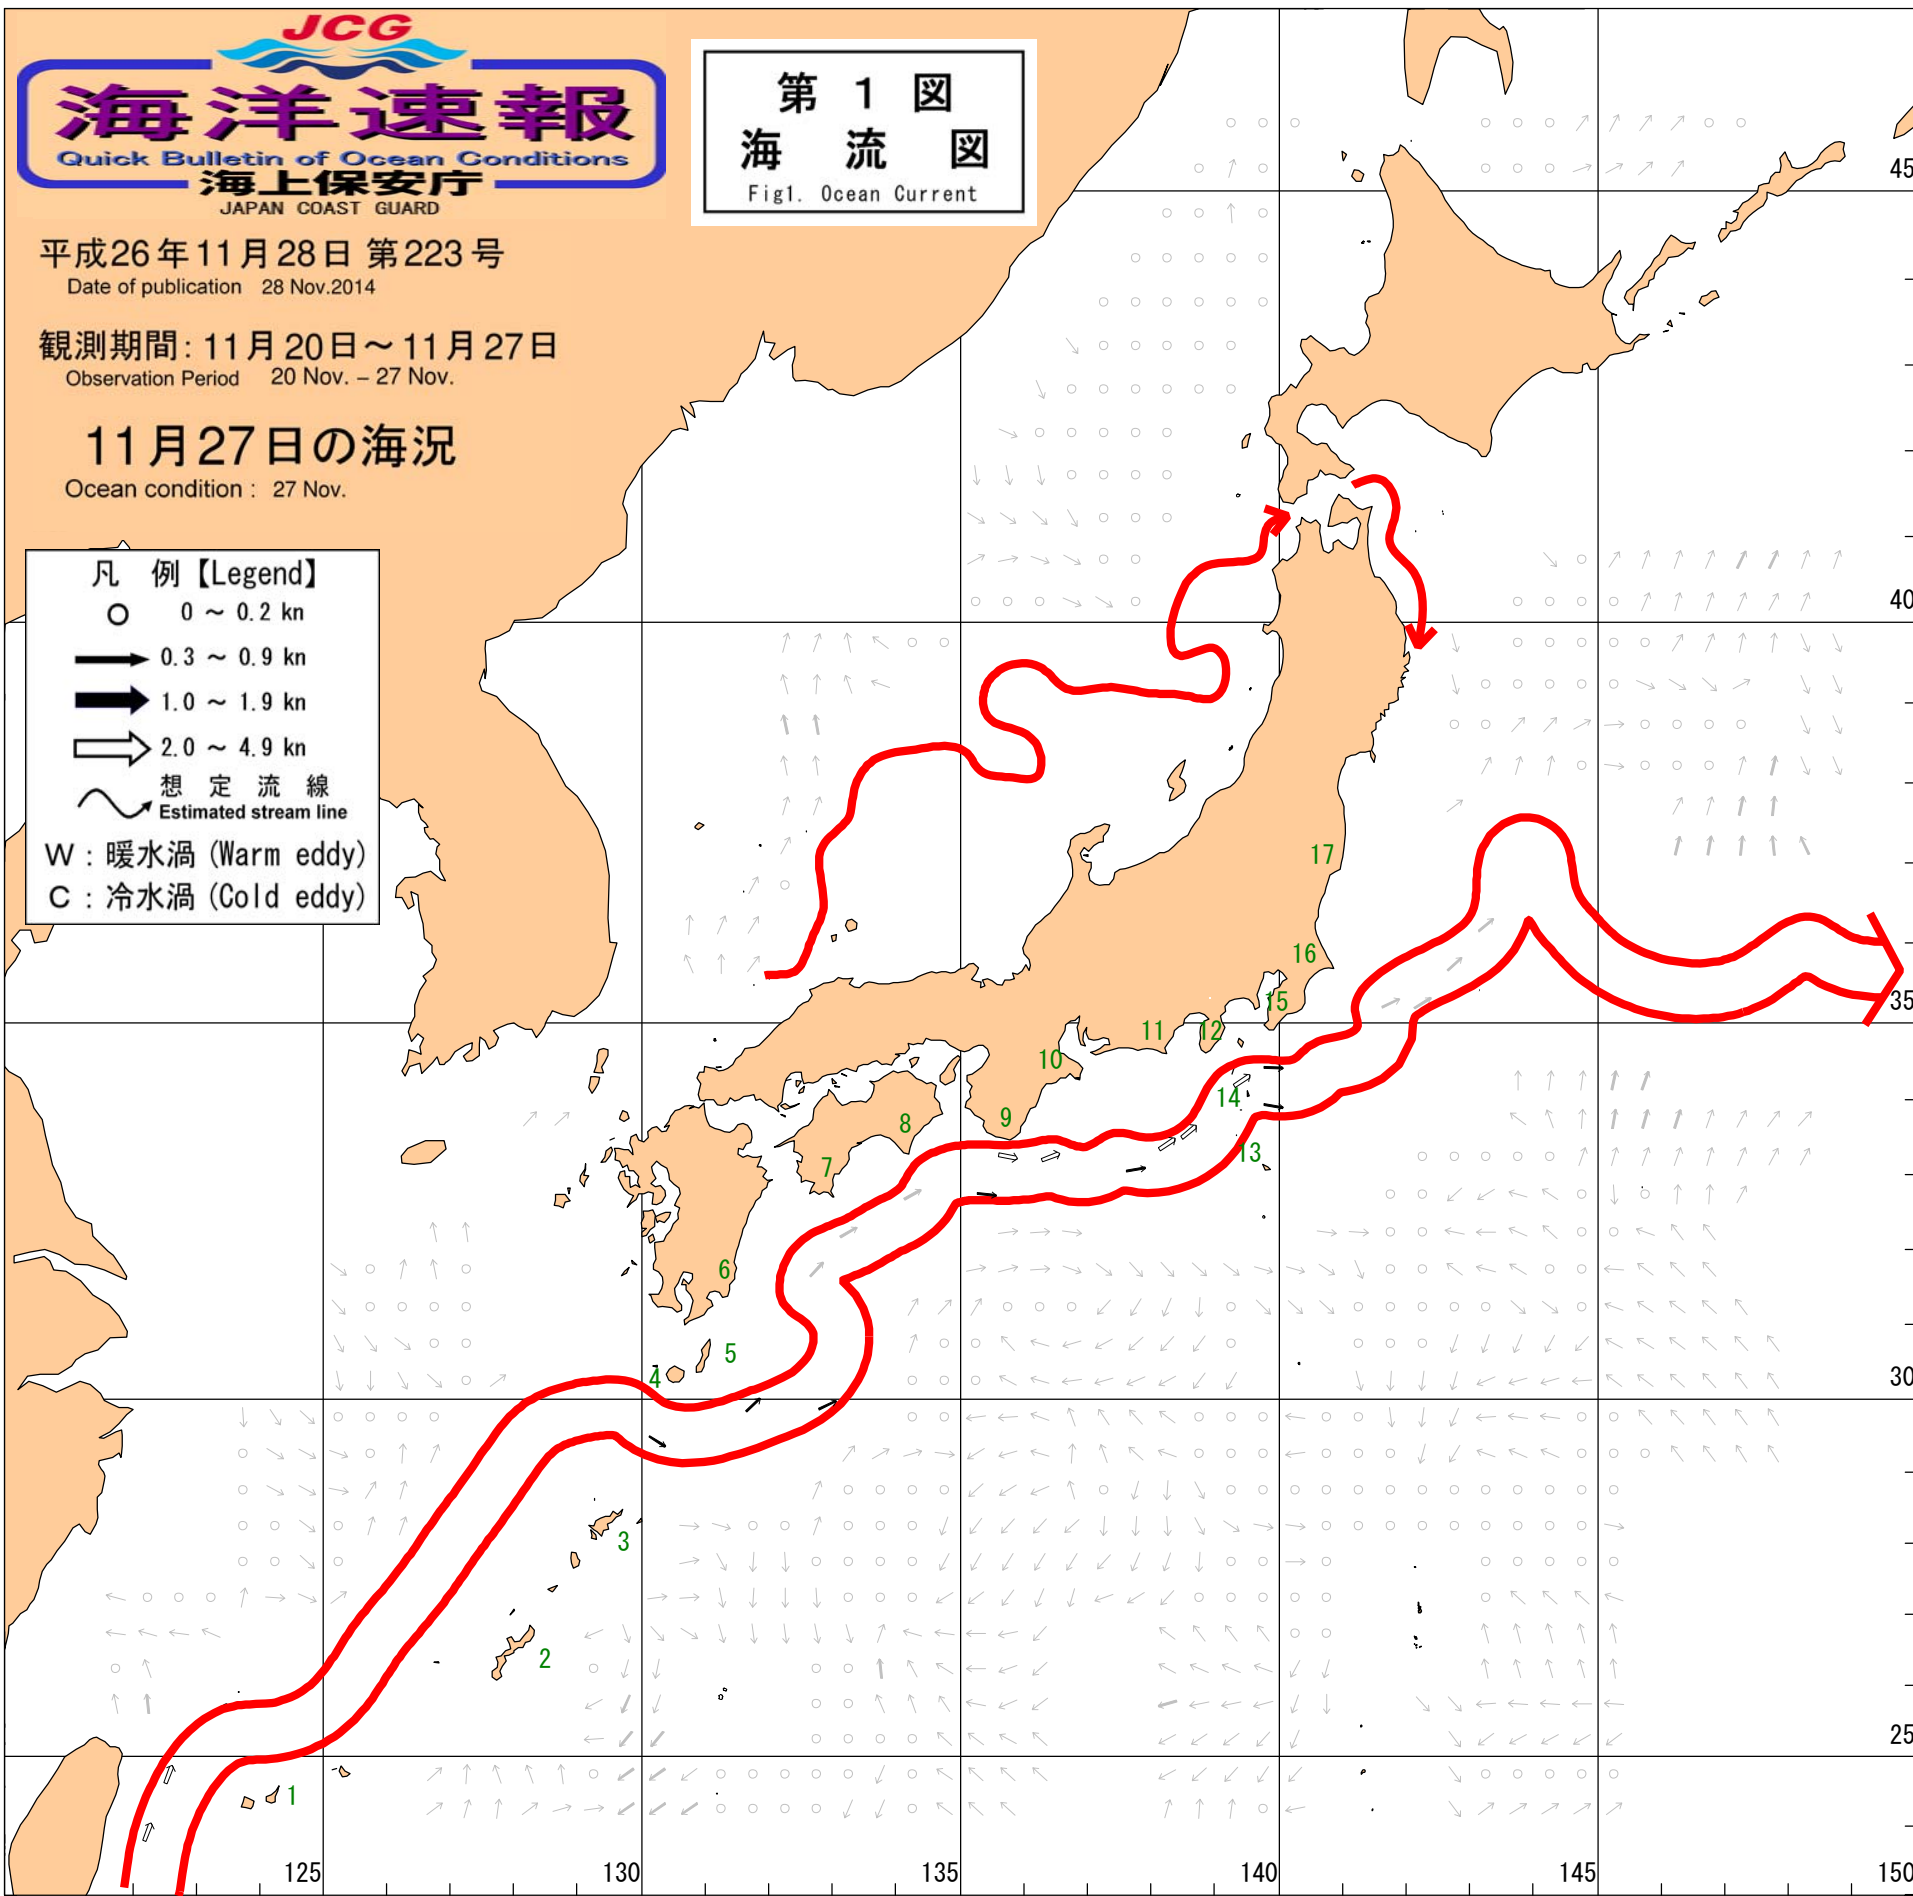 JCG
海洋速報
Quick Bulletin of Ocean Conditions
海上保安庁
JAPAN COAST GUARD
第 1 図
海 流 図
Fig1. Ocean Current
平成26年11月28日 第223号
Date of publication 28 Nov.2014
観測期間: 11月20日～11月27日
Observation Period 20 Nov. – 27 Nov.
11月27日の海況
Ocean condition : 27 Nov.
凡 例【Legend】
0 ～ 0.2 kn
0.3 ～ 0.9 kn
1.0 ～ 1.9 kn
2.0 ～ 4.9 kn
想 定 流 線
Estimated stream line
W : 暖水渦 (Warm eddy)
C : 冷水渦 (Cold eddy)
45
40
35
30
25
17
16
15
12
11
10
14
9
8
13
7
6
5
4
3
2
1
125
130
135
140
145
150